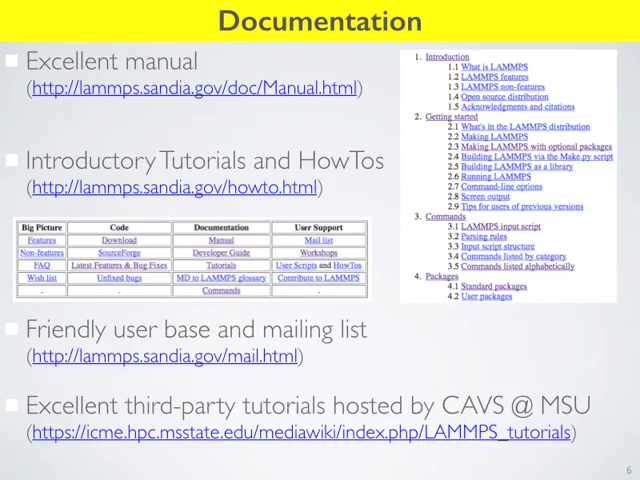 Documentation
Excellent manual
(http://lammps.sandia.gov/doc/Manual.html)
Introductory Tutorials and HowTos
(http://lammps.sandia.gov/howto.html)
Big Picture Code Documentation User Support
Features Download Manual Mail list
Non-features SourceForge Developer Guide Workshops
FAQ Latest Features & Bug Fixes Tutorials User Scripts and HowTos
Wish list Unfixed bugs MD to LAMMPS glossary Contribute to LAMMPS
. . Commands .
1. Introduction
1.1 What is LAMMPS
1.2 LAMMPS features
1.3 LAMMPS non-features
1.4 Open source distribution
1.5 Acknowledgments and citations
2. Getting started
2.1 What's in the LAMMPS distribution
2.2 Making LAMMPS
2.3 Making LAMMPS with optional packages
2.4 Building LAMMPS via the Make.py script
2.5 Building LAMMPS as a library
2.6 Running LAMMPS
2.7 Command-line options
2.8 Screen output
2.9 Tips for users of previous versions
3. Commands
3.1 LAMMPS input script
3.2 Parsing rules
3.3 Input script structure
3.4 Commands listed by category
3.5 Commands listed alphabetically
4. Packages
4.1 Standard packages
4.2 User packages
Friendly user base and mailing list
(http://lammps.sandia.gov/mail.html)
Excellent third-party tutorials hosted by CAVS @ MSU
(https://icme.hpc.msstate.edu/mediawiki/index.php/LAMMPS_tutorials)
6